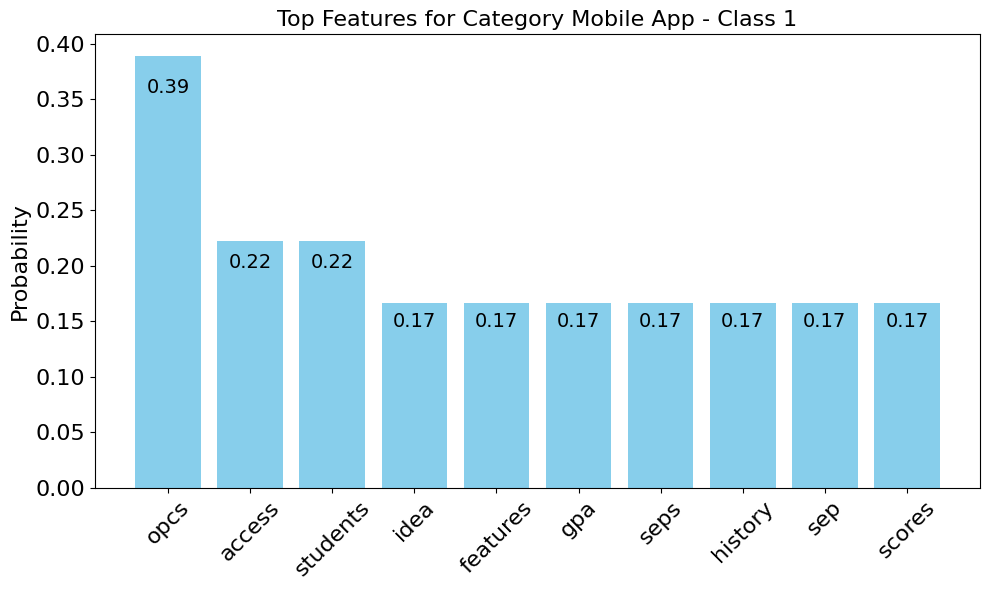 Top Features for Category Mobile App - Class 1
Probability
0.40
0.35
0.30
0.25
0.20
0.15
0.10
0.05
0.00
0.39
0.22
0.22
0.17
0.17
0.17
0.17
0.17
0.17
0.17
opcs
access
students
idea
features
gpa
seps
history
sep
scores